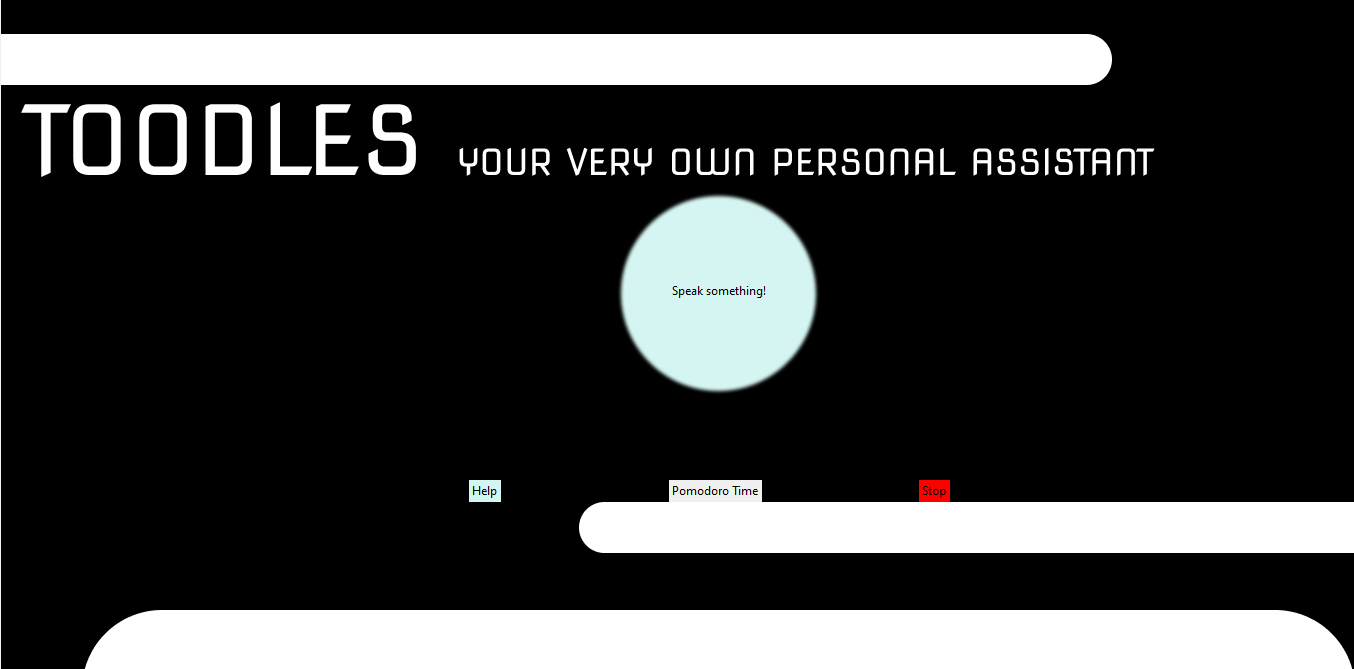 TOODLES YOUR VERY OWN PERSONAL ASSISTANT
Speak something!
Help Pomodoro Time Stop